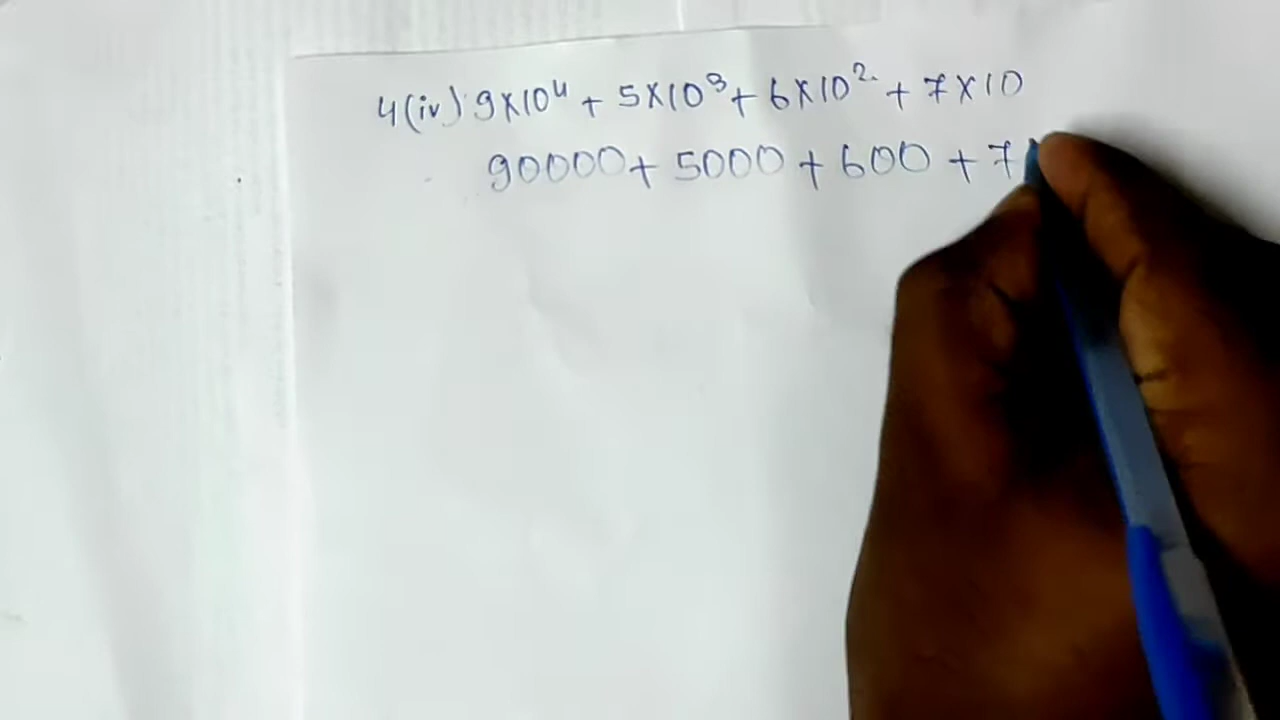 4(iv) 9×10⁴ + 5×10³ + 6×10² + 7×10
90000 + 5000 + 600 + 7